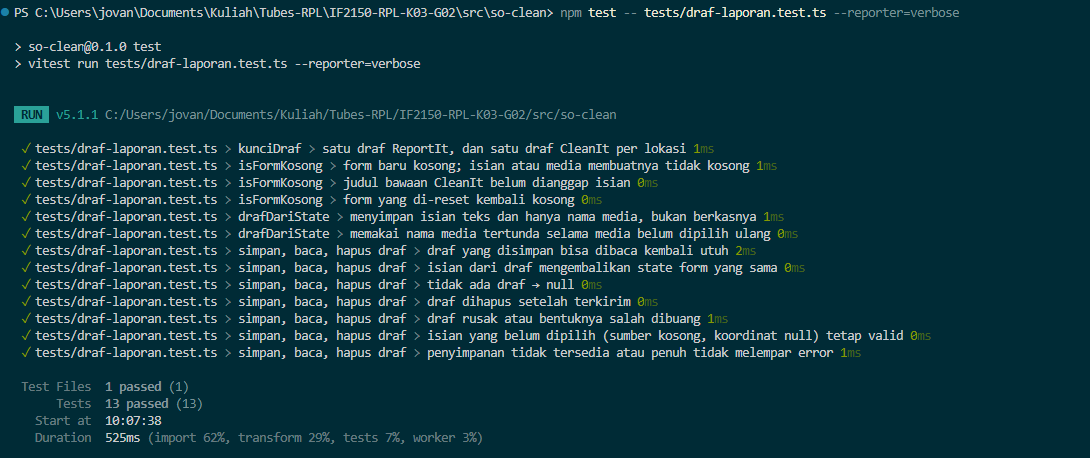 PS C:\Users\jovan\Documents\Kuliah\Tubes-RPL\IF2150-RPL-K03-G02\src\so-clean> npm test -- tests/draf-laporan.test.ts --reporter=verbose
> so-clean@0.1.0 test
> vitest run tests/draf-laporan.test.ts --reporter=verbose
RUN v5.1.1 C:/Users/jovan/Documents/Kuliah/Tubes-RPL/IF2150-RPL-K03-G02/src/so-clean
✓ tests/draf-laporan.test.ts > kunciDraf > satu draf ReportIt, dan satu draf CleanIt per lokasi 1ms
✓ tests/draf-laporan.test.ts > isFormKosong > form baru kosong; isian atau media membuatnya tidak kosong 1ms
✓ tests/draf-laporan.test.ts > isFormKosong > judul bawaan CleanIt belum dianggap isian 0ms
✓ tests/draf-laporan.test.ts > isFormKosong > form yang di-reset kembali kosong 0ms
✓ tests/draf-laporan.test.ts > drafDariState > menyimpan isian teks dan hanya nama media, bukan berkasnya 1ms
✓ tests/draf-laporan.test.ts > drafDariState > memakai nama media tertunda selama media belum dipilih ulang 0ms
✓ tests/draf-laporan.test.ts > simpan, baca, hapus draf > draf yang disimpan bisa dibaca kembali utuh 2ms
✓ tests/draf-laporan.test.ts > simpan, baca, hapus draf > isian dari draf mengembalikan state form yang sama 0ms
✓ tests/draf-laporan.test.ts > simpan, baca, hapus draf > tidak ada draf → null 0ms
✓ tests/draf-laporan.test.ts > simpan, baca, hapus draf > draf dihapus setelah terkirim 0ms
✓ tests/draf-laporan.test.ts > simpan, baca, hapus draf > draf rusak atau bentuknya salah dibuang 1ms
✓ tests/draf-laporan.test.ts > simpan, baca, hapus draf > isian yang belum dipilih (sumber kosong, koordinat null) tetap valid 0ms
✓ tests/draf-laporan.test.ts > simpan, baca, hapus draf > penyimpanan tidak tersedia atau penuh tidak melempar error 1ms
Test Files 1 passed (1)
Tests 13 passed (13)
Start at 10:07:38
Duration 525ms (import 62%, transform 29%, tests 7%, worker 3%)